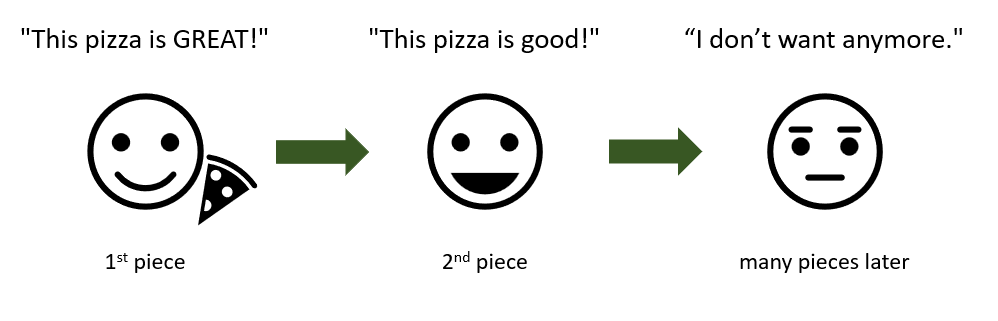 "This pizza is GREAT!"
"This pizza is good!"
“I don’t want anymore."
1st piece
2nd piece
many pieces later